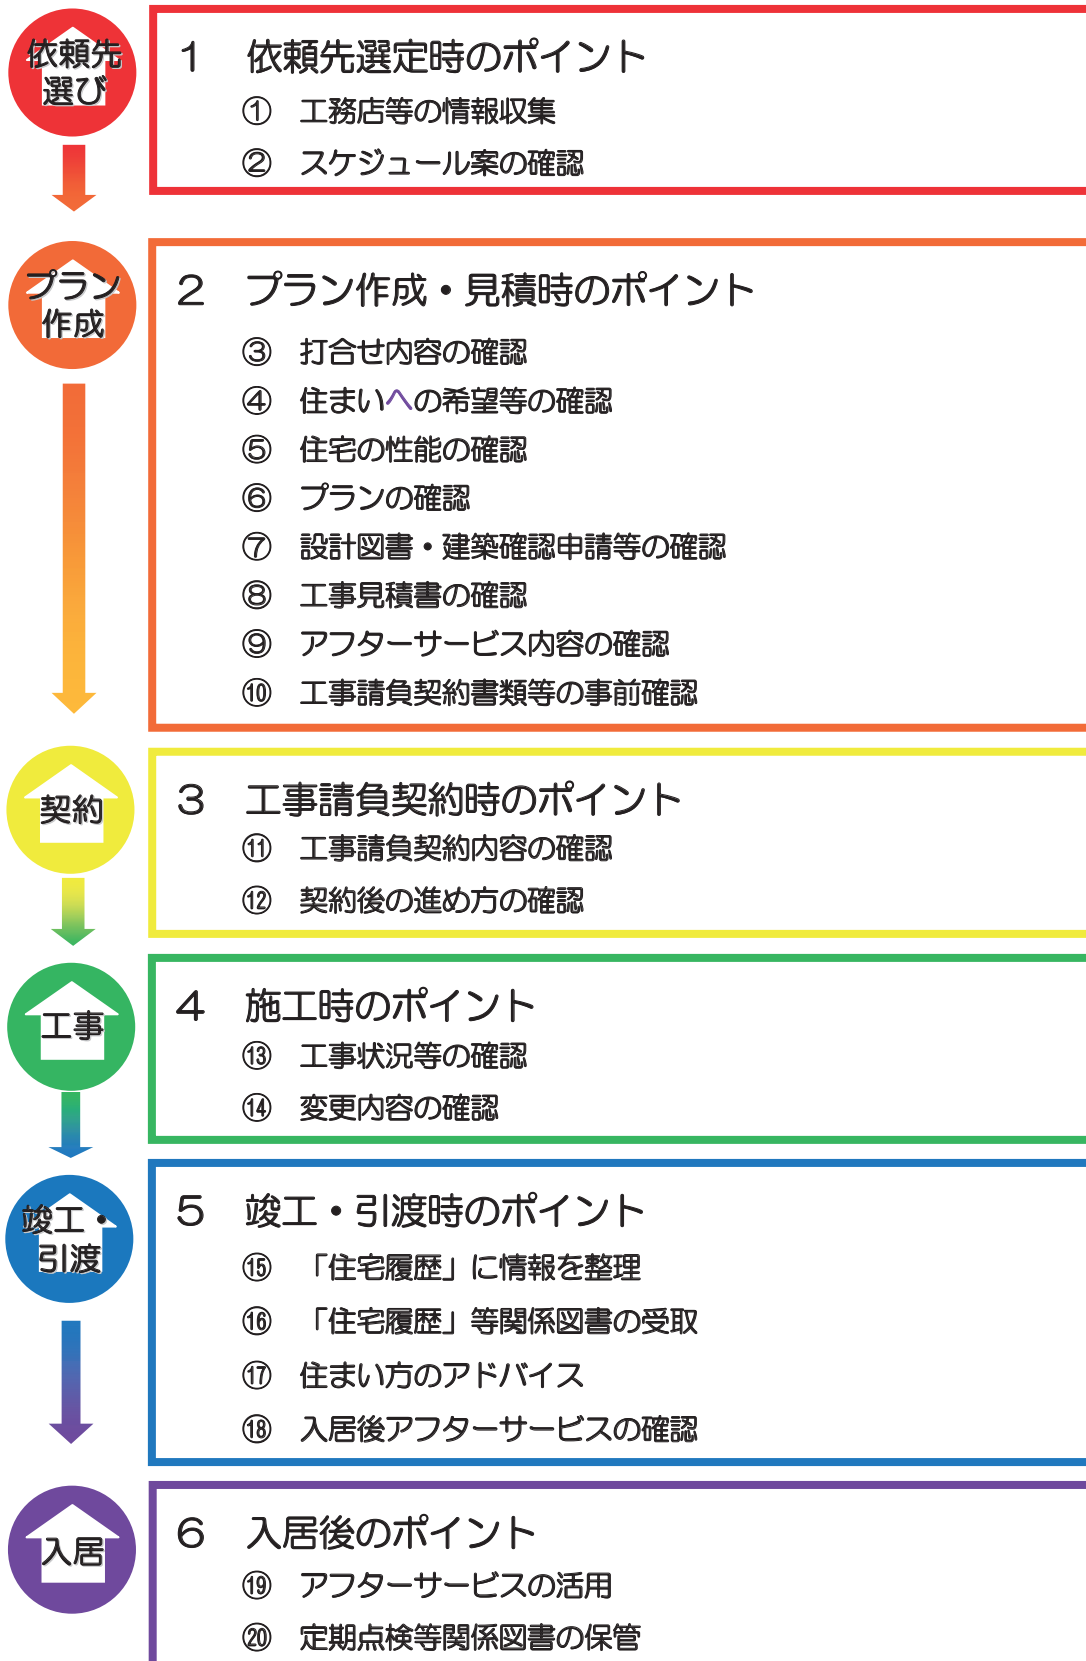 依頼先
選び
1 依頼先選定時のポイント
① 工務店等の情報収集
② スケジュール案の確認
プラン
作成
2 プラン作成・見積時のポイント
③ 打合せ内容の確認
④ 住まいへの希望等の確認
⑤ 住宅の性能の確認
⑥ プランの確認
⑦ 設計図書・建築確認申請等の確認
⑧ 工事見積書の確認
⑨ アフターサービス内容の確認
⑩ 工事請負契約書類等の事前確認
契約
3 工事請負契約時のポイント
⑪ 工事請負契約内容の確認
⑫ 契約後の進め方の確認
工事
4 施工時のポイント
⑬ 工事状況等の確認
⑭ 変更内容の確認
竣工・
引渡
5 竣工・引渡時のポイント
⑮ 「住宅履歴」に情報を整理
⑯ 「住宅履歴」等関係図書の受取
⑰ 住まい方のアドバイス
⑱ 入居後アフターサービスの確認
入居
6 入居後のポイント
⑲ アフターサービスの活用
⑳ 定期点検等関係図書の保管